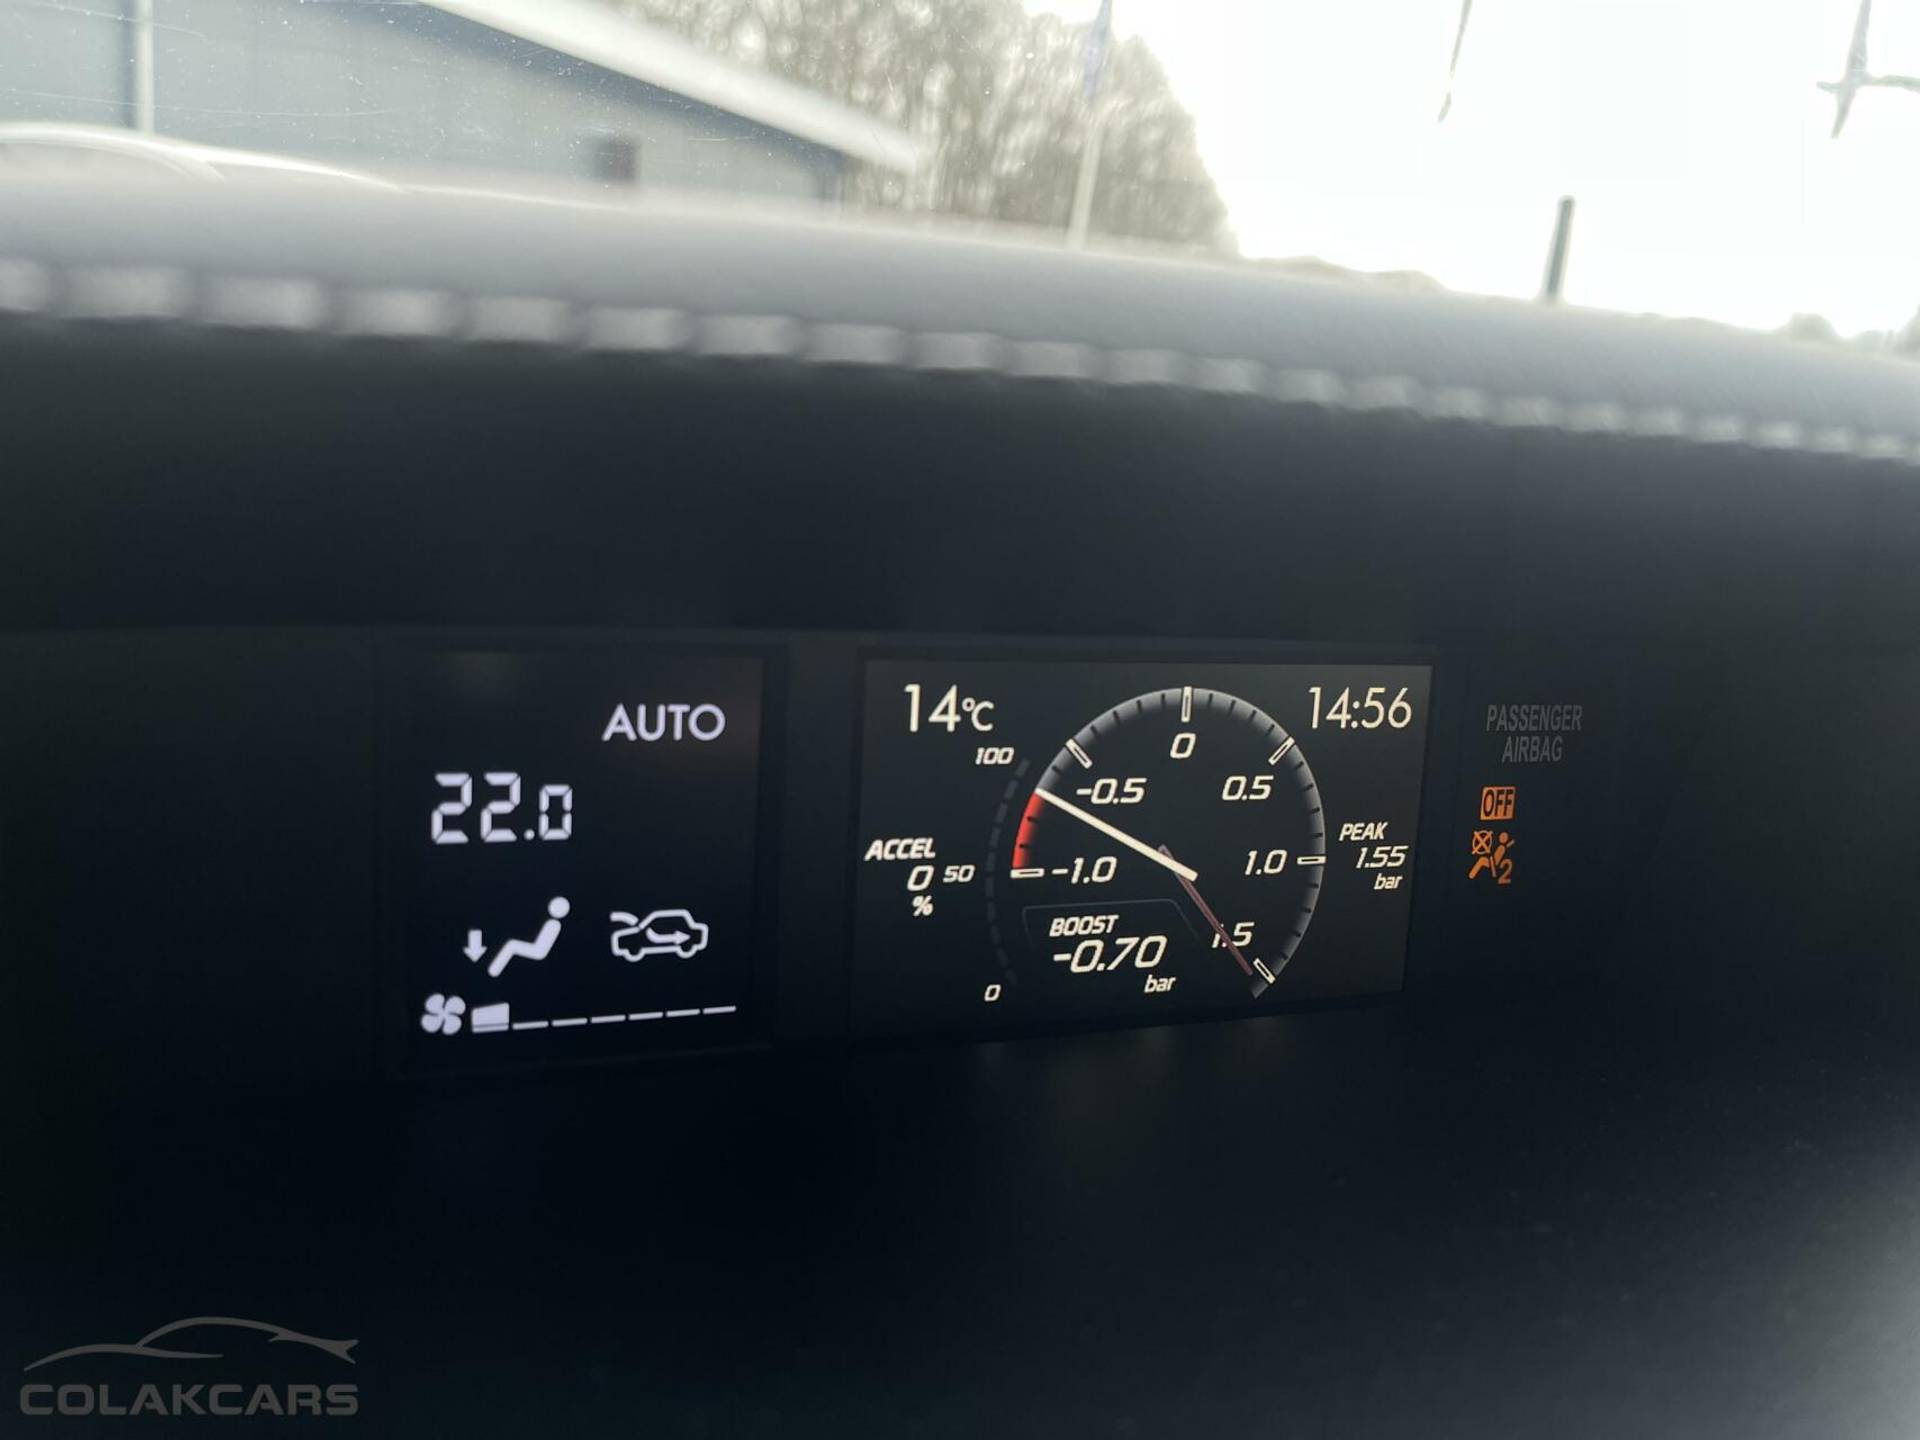 AUTO
22.0
14°C
14:56
100
50
0
ACCEL
0
%
-1.0
-0.5
0
0.5
1.0
1.5
BOOST
-0.70
bar
PEAK
1.55
bar
PASSENGER
AIRBAG
OFF
2
COLAKCARS